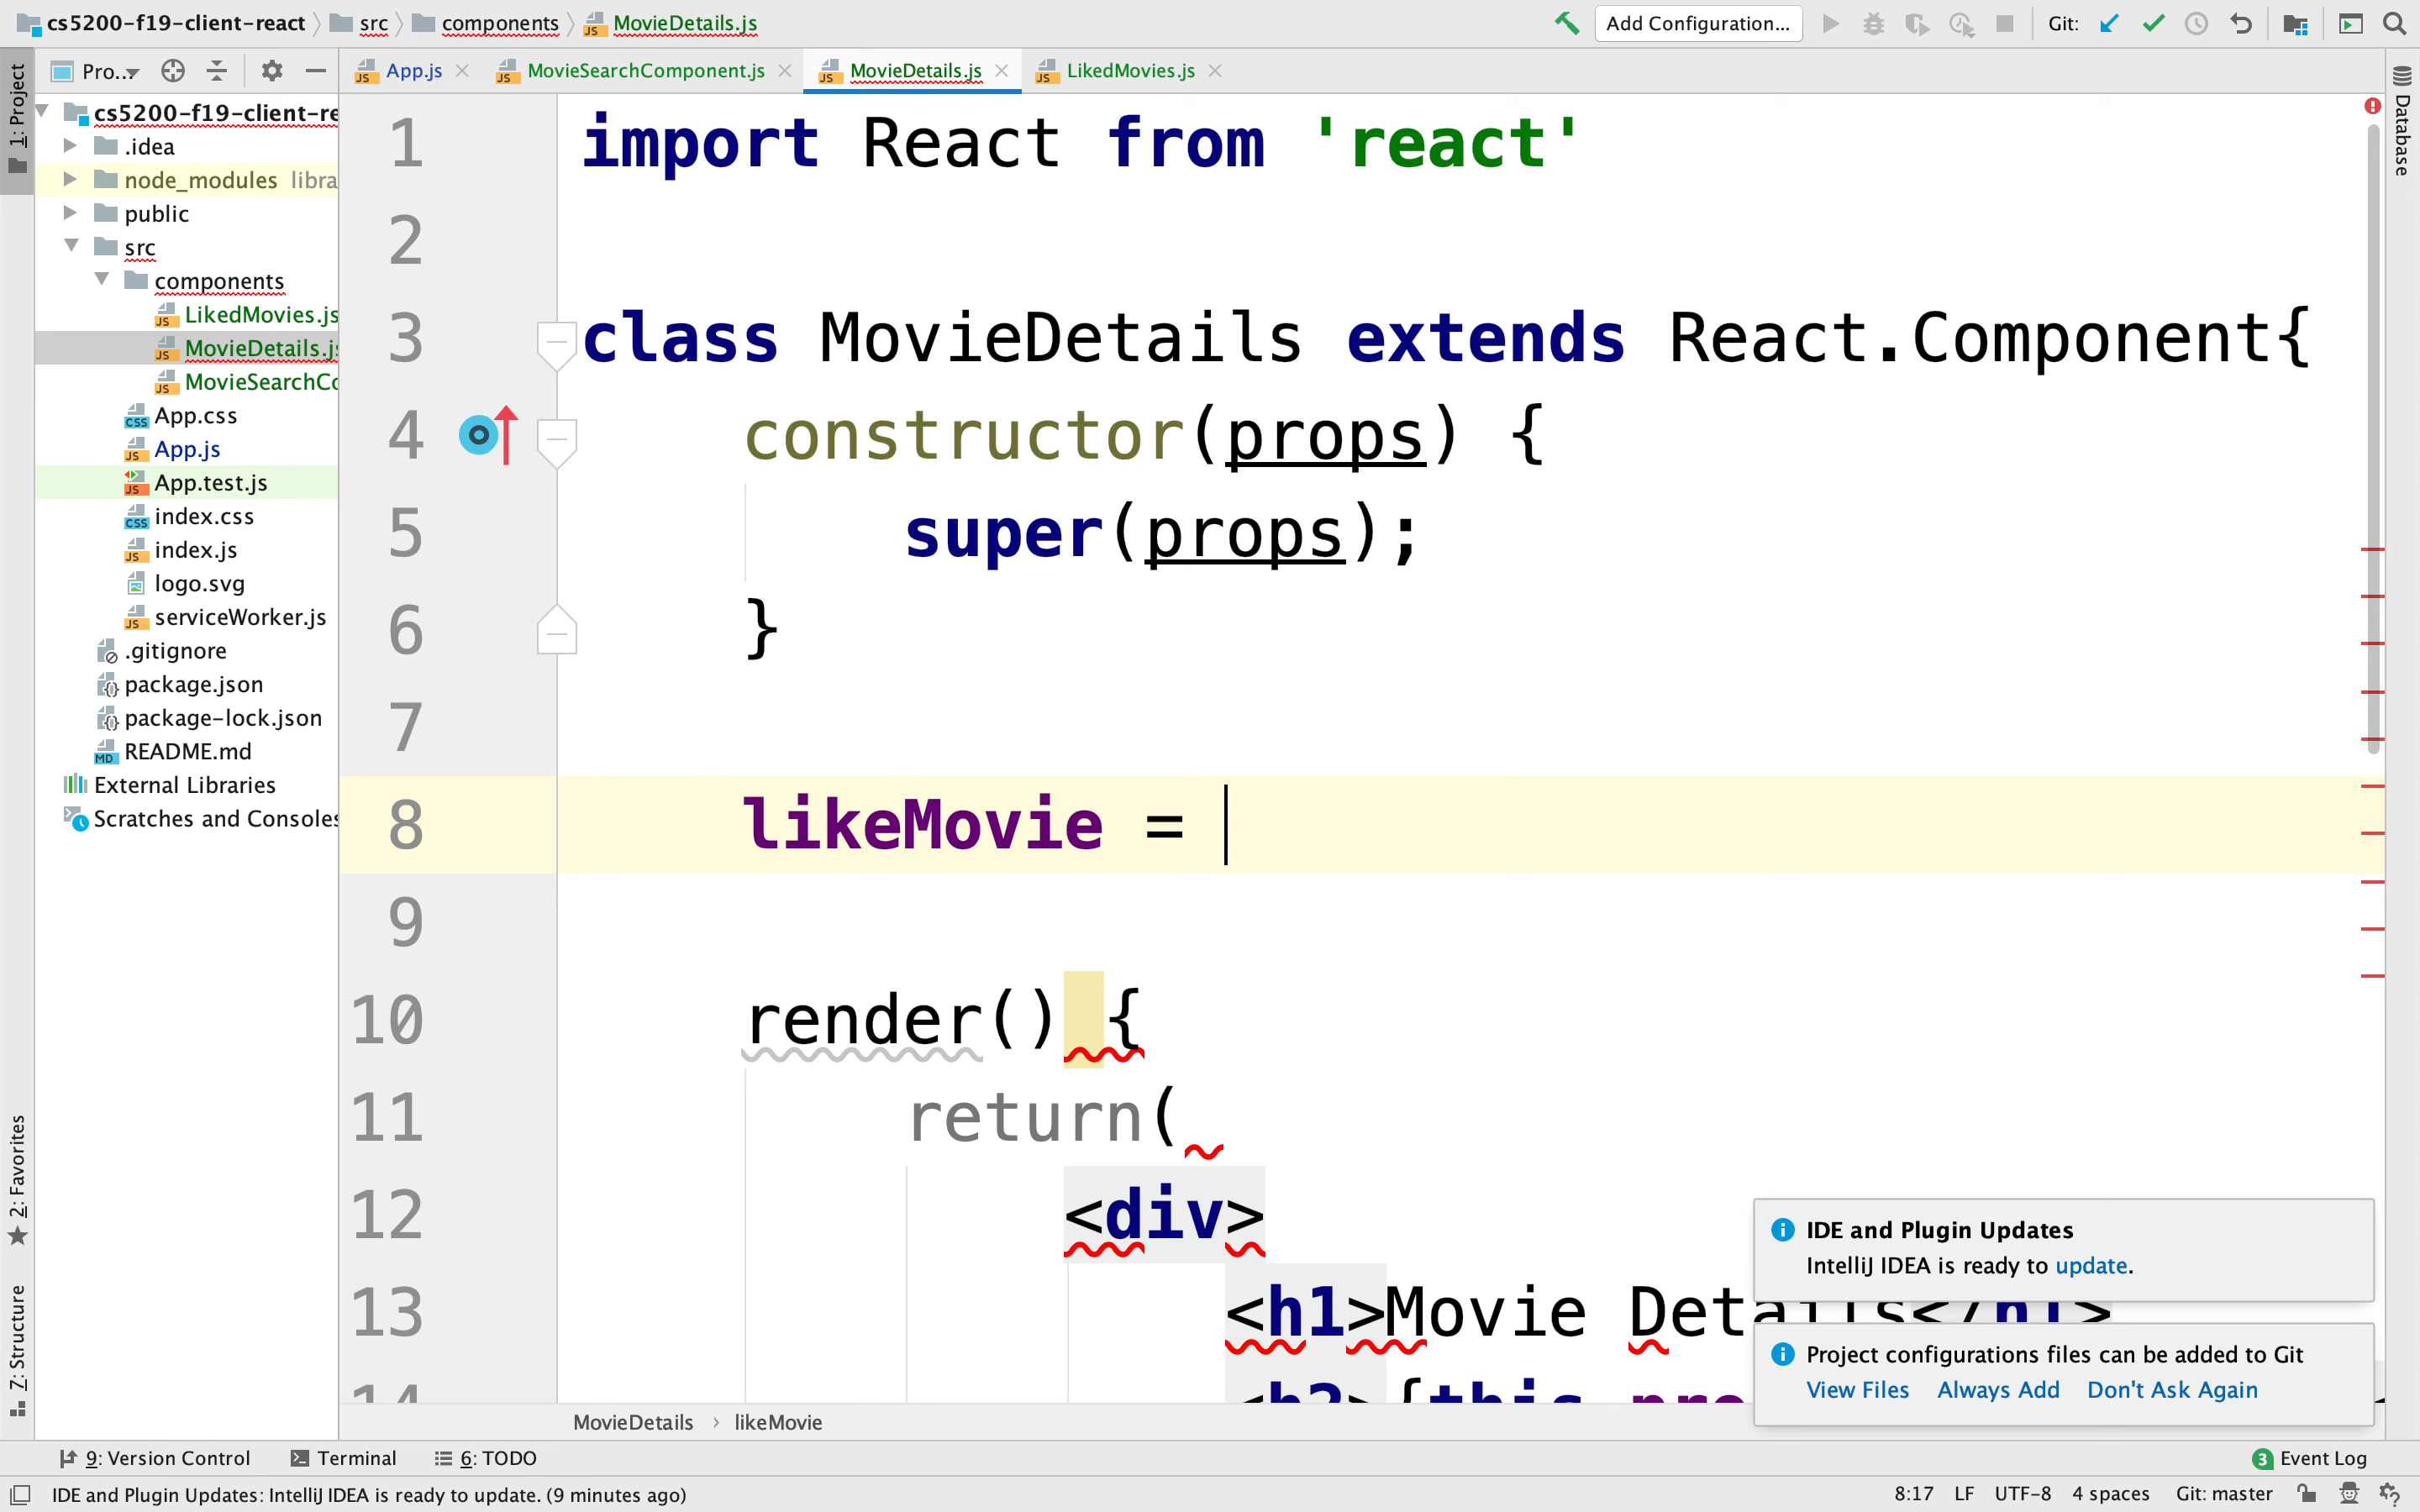 cs5200-f19-client-react src components MovieDetails.js Add Configuration... Git:
1: Project Pro... App.js MovieSearchComponent.js MovieDetails.js LikedMovies.js
Database
cs5200-f19-client-re
.idea
node_modules libra
public
src
components
LikedMovies.js
MovieDetails.js
MovieSearchCo
App.css
App.js
App.test.js
index.css
index.js
logo.svg
serviceWorker.js
.gitignore
package.json
package-lock.json
README.md
External Libraries
Scratches and Consoles
2: Favorites
Z: Structure
1 import React from 'react'
2
3 class MovieDetails extends React.Component{
4 constructor(props) {
5 super(props);
6 }
7
8 likeMovie =
9
10 render() {
11 return(
12 <div>
13 <h1>Movie Details</h1>
14 <h2>{this
IDE and Plugin Updates
IntelliJ IDEA is ready to update.
Project configurations files can be added to Git
View Files Always Add Don't Ask Again
MovieDetails › likeMovie
9: Version Control Terminal 6: TODO 3 Event Log
IDE and Plugin Updates: IntelliJ IDEA is ready to update. (9 minutes ago) 8:17 LF UTF-8 4 spaces Git: master